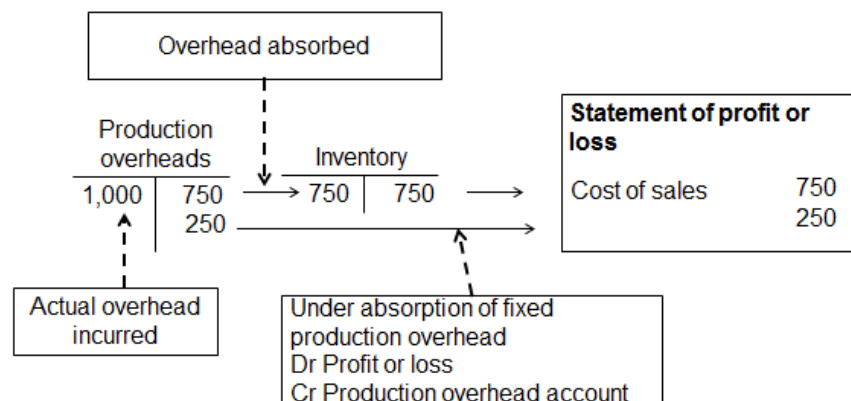 Overhead absorbed
Production
overheads
1,000 750
250
Inventory
750 750
Statement of profit or
loss
Cost of sales 750
250
Actual overhead
incurred
Under absorption of fixed
production overhead
Dr Profit or loss
Cr Production overhead account